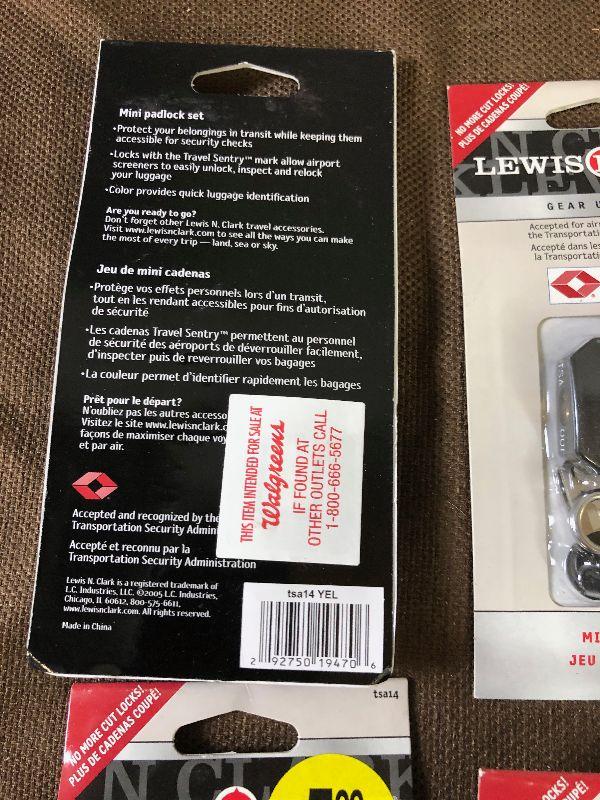 Mini padlock set
•Protect your belongings in transit while keeping them
accessible for security checks
•Locks with the Travel Sentry™ mark allow airport
screeners to easily unlock, inspect and relock
your luggage
•Color provides quick luggage identification
Are you ready to go?
Don't forget other Lewis N. Clark travel accessories.
Visit www.lewisnclark.com to see all the ways you can make
the most of every trip — land, sea or sky.
Jeu de mini cadenas
•Protège vos effets personnels lors d'un transit,
tout en les rendant accessibles pour fins d'autorisation
de sécurité
•Les cadenas Travel Sentry™ permettent au personnel
de sécurité des aéroports de déverrouiller facilement,
d'inspecter puis de reverrouiller vos bagages
•La couleur permet d'identifier rapidement les bagages
Prêt pour le départ?
N'oubliez pas les autres accesso
Visitez le site www.lewisnclark.c
façons de maximiser chaque voy
et par air.
THIS ITEM INTENDED FOR SALE AT
Walgreens
IF FOUND AT
OTHER OUTLETS CALL
1-800-666-5677
Accepted and recognized by the
Transportation Security Admin
Accepté et reconnu par la
Transportation Security Administration
Lewis N. Clark is a registered trademark of
L.C. Industries, LLC. ©2005 L.C. Industries,
Chicago, IL 60612, 800-575-6611.
www.lewisnclark.com. All rights reserved.
Made in China
tsa14 YEL
2 92750 19470 6
NO MORE CUT LOCKS!
PLUS DE CADENAS COUPÉ!
LEWIS
GEAR
Accepted for air
the Transportati
Accepté dans les
la Transportatio
TSA
MI
JEU
NO MORE CUT LOCKS!
PLUS DE CADENAS COUPÉ!
tsa14
N. CLARK
99
CKS!
PÉ!